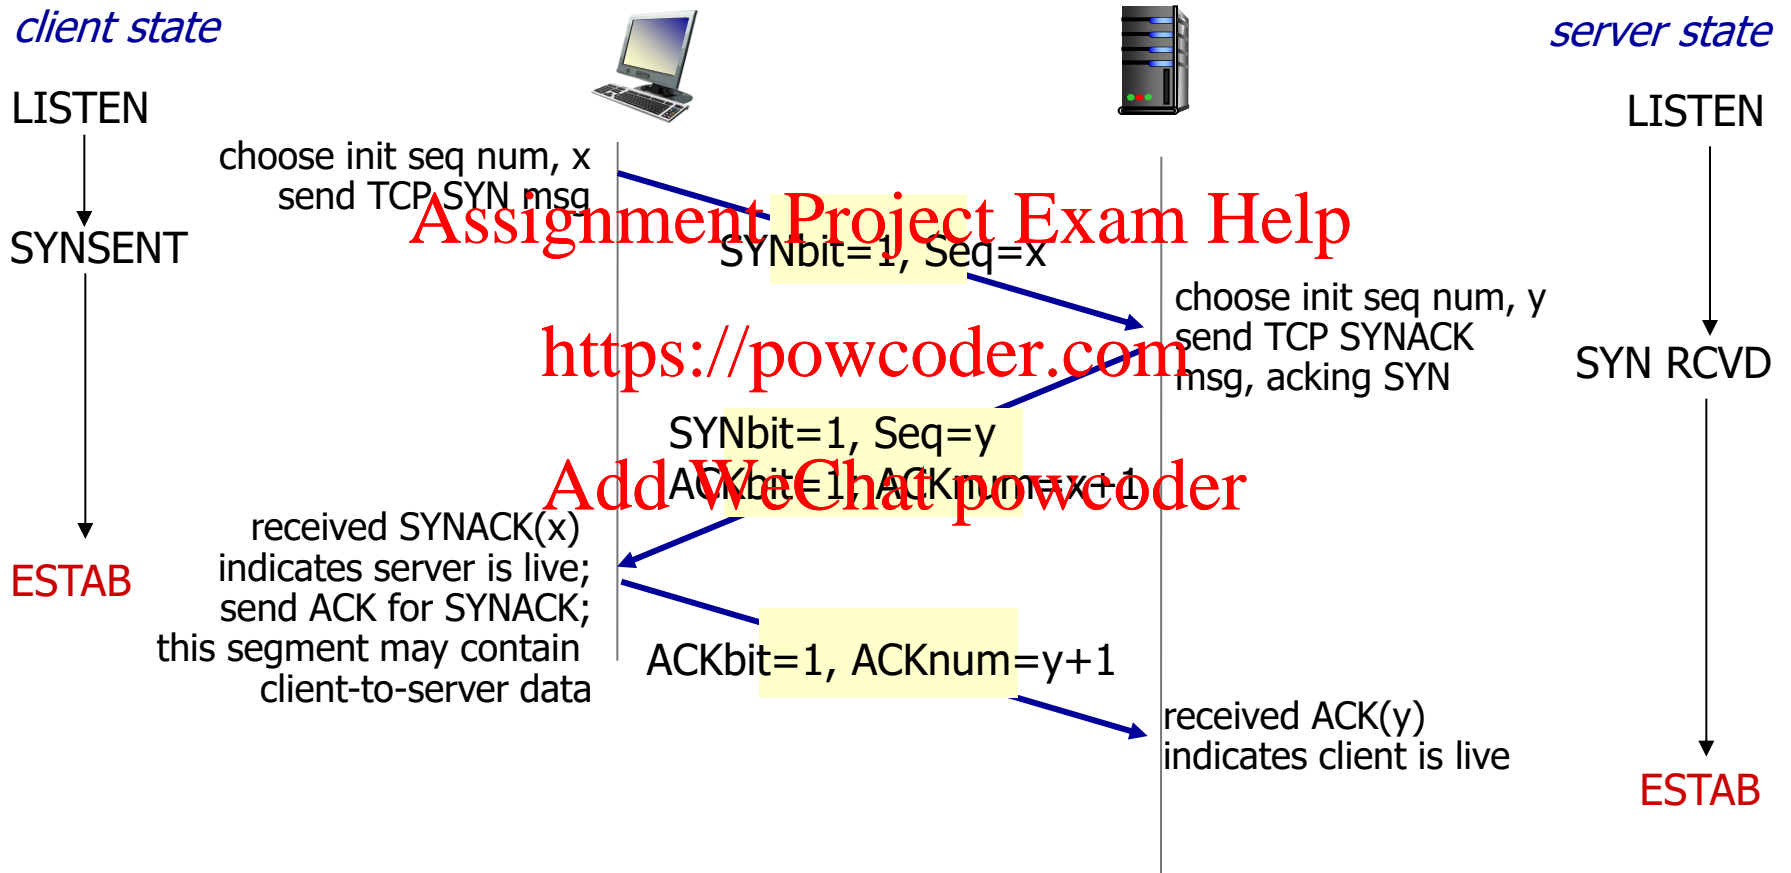 client state
server state
LISTEN
LISTEN
choose init seq num, x
send TCP SYN msg
Assignment Project Exam Help
SYNSENT
SYNbit=1, Seq=x
choose init seq num, y
send TCP SYNACK
msg, acking SYN
https://powcoder.com
SYN RCVD
SYNbit=1, Seq=y
ACKbit=1; ACKnum=x+1
Add WeChat powcoder
received SYNACK(x)
indicates server is live;
send ACK for SYNACK;
this segment may contain
client-to-server data
ESTAB
ACKbit=1, ACKnum=y+1
received ACK(y)
indicates client is live
ESTAB